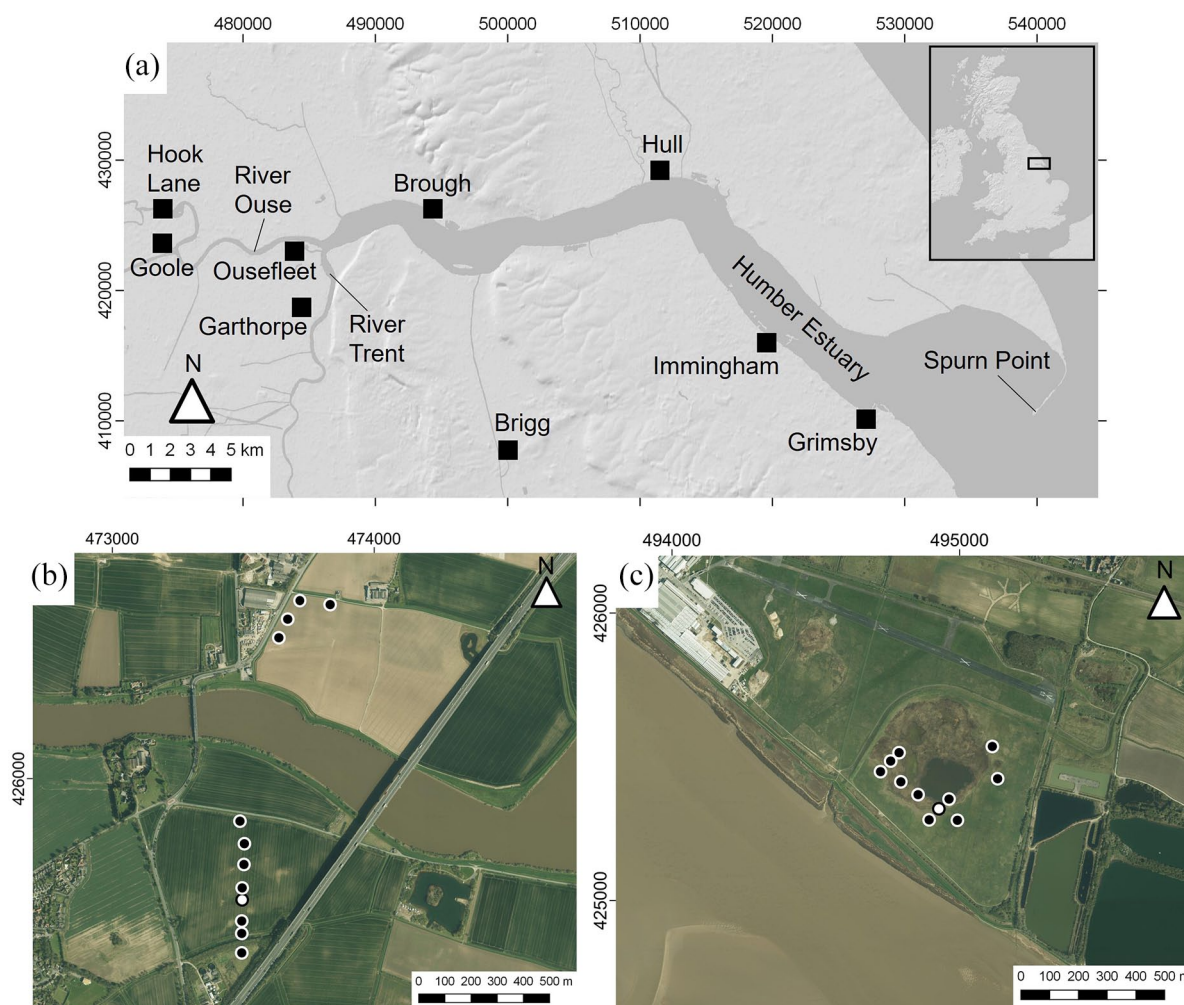 480000 490000 500000 510000 520000 530000 540000
(a)
430000
420000
410000
Hook
Lane
River
Ouse
Brough
Hull
Goole
Ousefleet
Garthorpe
River
Trent
Humber Estuary
Immingham
Spurn Point
Brigg
Grimsby
N
0 1 2 3 4 5 km
473000 474000
(b)
N
426000
0 100 200 300 400 500 m
494000 495000
(c)
N
426000
425000
0 100 200 300 400 500 m